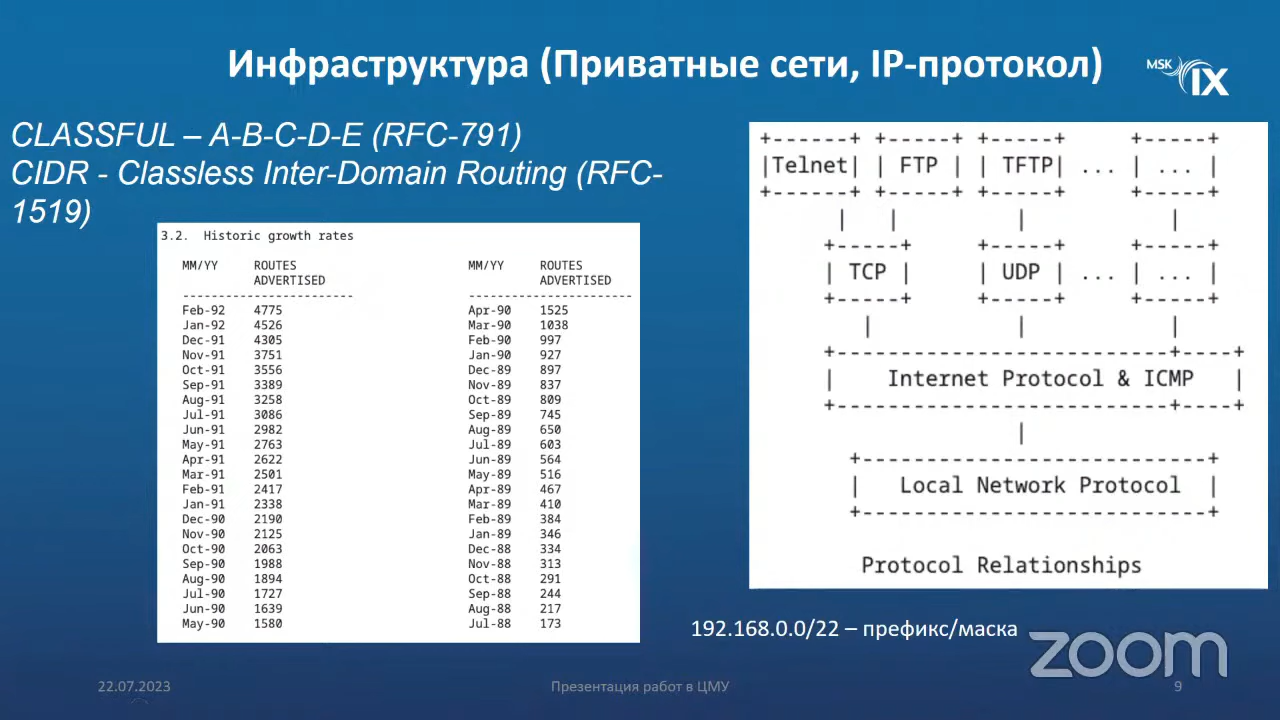 Инфраструктура (Приватные сети, IP-протокол)
MSK IX
CLASSFUL – A-B-C-D-E (RFC-791)
CIDR - Classless Inter-Domain Routing (RFC-
1519)
3.2. Historic growth rates
MM/YY ROUTES MM/YY ROUTES
ADVERTISED ADVERTISED
------------------------ -----------------------
Feb-92 4775 Apr-90 1525
Jan-92 4526 Mar-90 1038
Dec-91 4305 Feb-90 997
Nov-91 3751 Jan-90 927
Oct-91 3556 Dec-89 897
Sep-91 3389 Nov-89 837
Aug-91 3258 Oct-89 809
Jul-91 3086 Sep-89 745
Jun-91 2982 Aug-89 650
May-91 2763 Jul-89 603
Apr-91 2622 Jun-89 564
Mar-91 2501 May-89 516
Feb-91 2417 Apr-89 467
Jan-91 2338 Mar-89 410
Dec-90 2190 Feb-89 384
Nov-90 2125 Jan-89 346
Oct-90 2063 Dec-88 334
Sep-90 1988 Nov-88 313
Aug-90 1894 Oct-88 291
Jul-90 1727 Sep-88 244
Jun-90 1639 Aug-88 217
May-90 1580 Jul-88 173
+------+ +-----+ +-----+ +-----+
|Telnet| | FTP | | TFTP| ... | ... |
+------+ +-----+ +-----+ +-----+
| | | |
+-----+ +-----+ +-----+
| TCP | | UDP | ... | ... |
+-----+ +-----+ +-----+
| | |
+--------------------------+----+
| Internet Protocol & ICMP |
+--------------------------+----+
|
+---------------------------+
| Local Network Protocol |
+---------------------------+
Protocol Relationships
192.168.0.0/22 – префикс/маска
zoom
22.07.2023
Презентация работ в ЦМУ
9